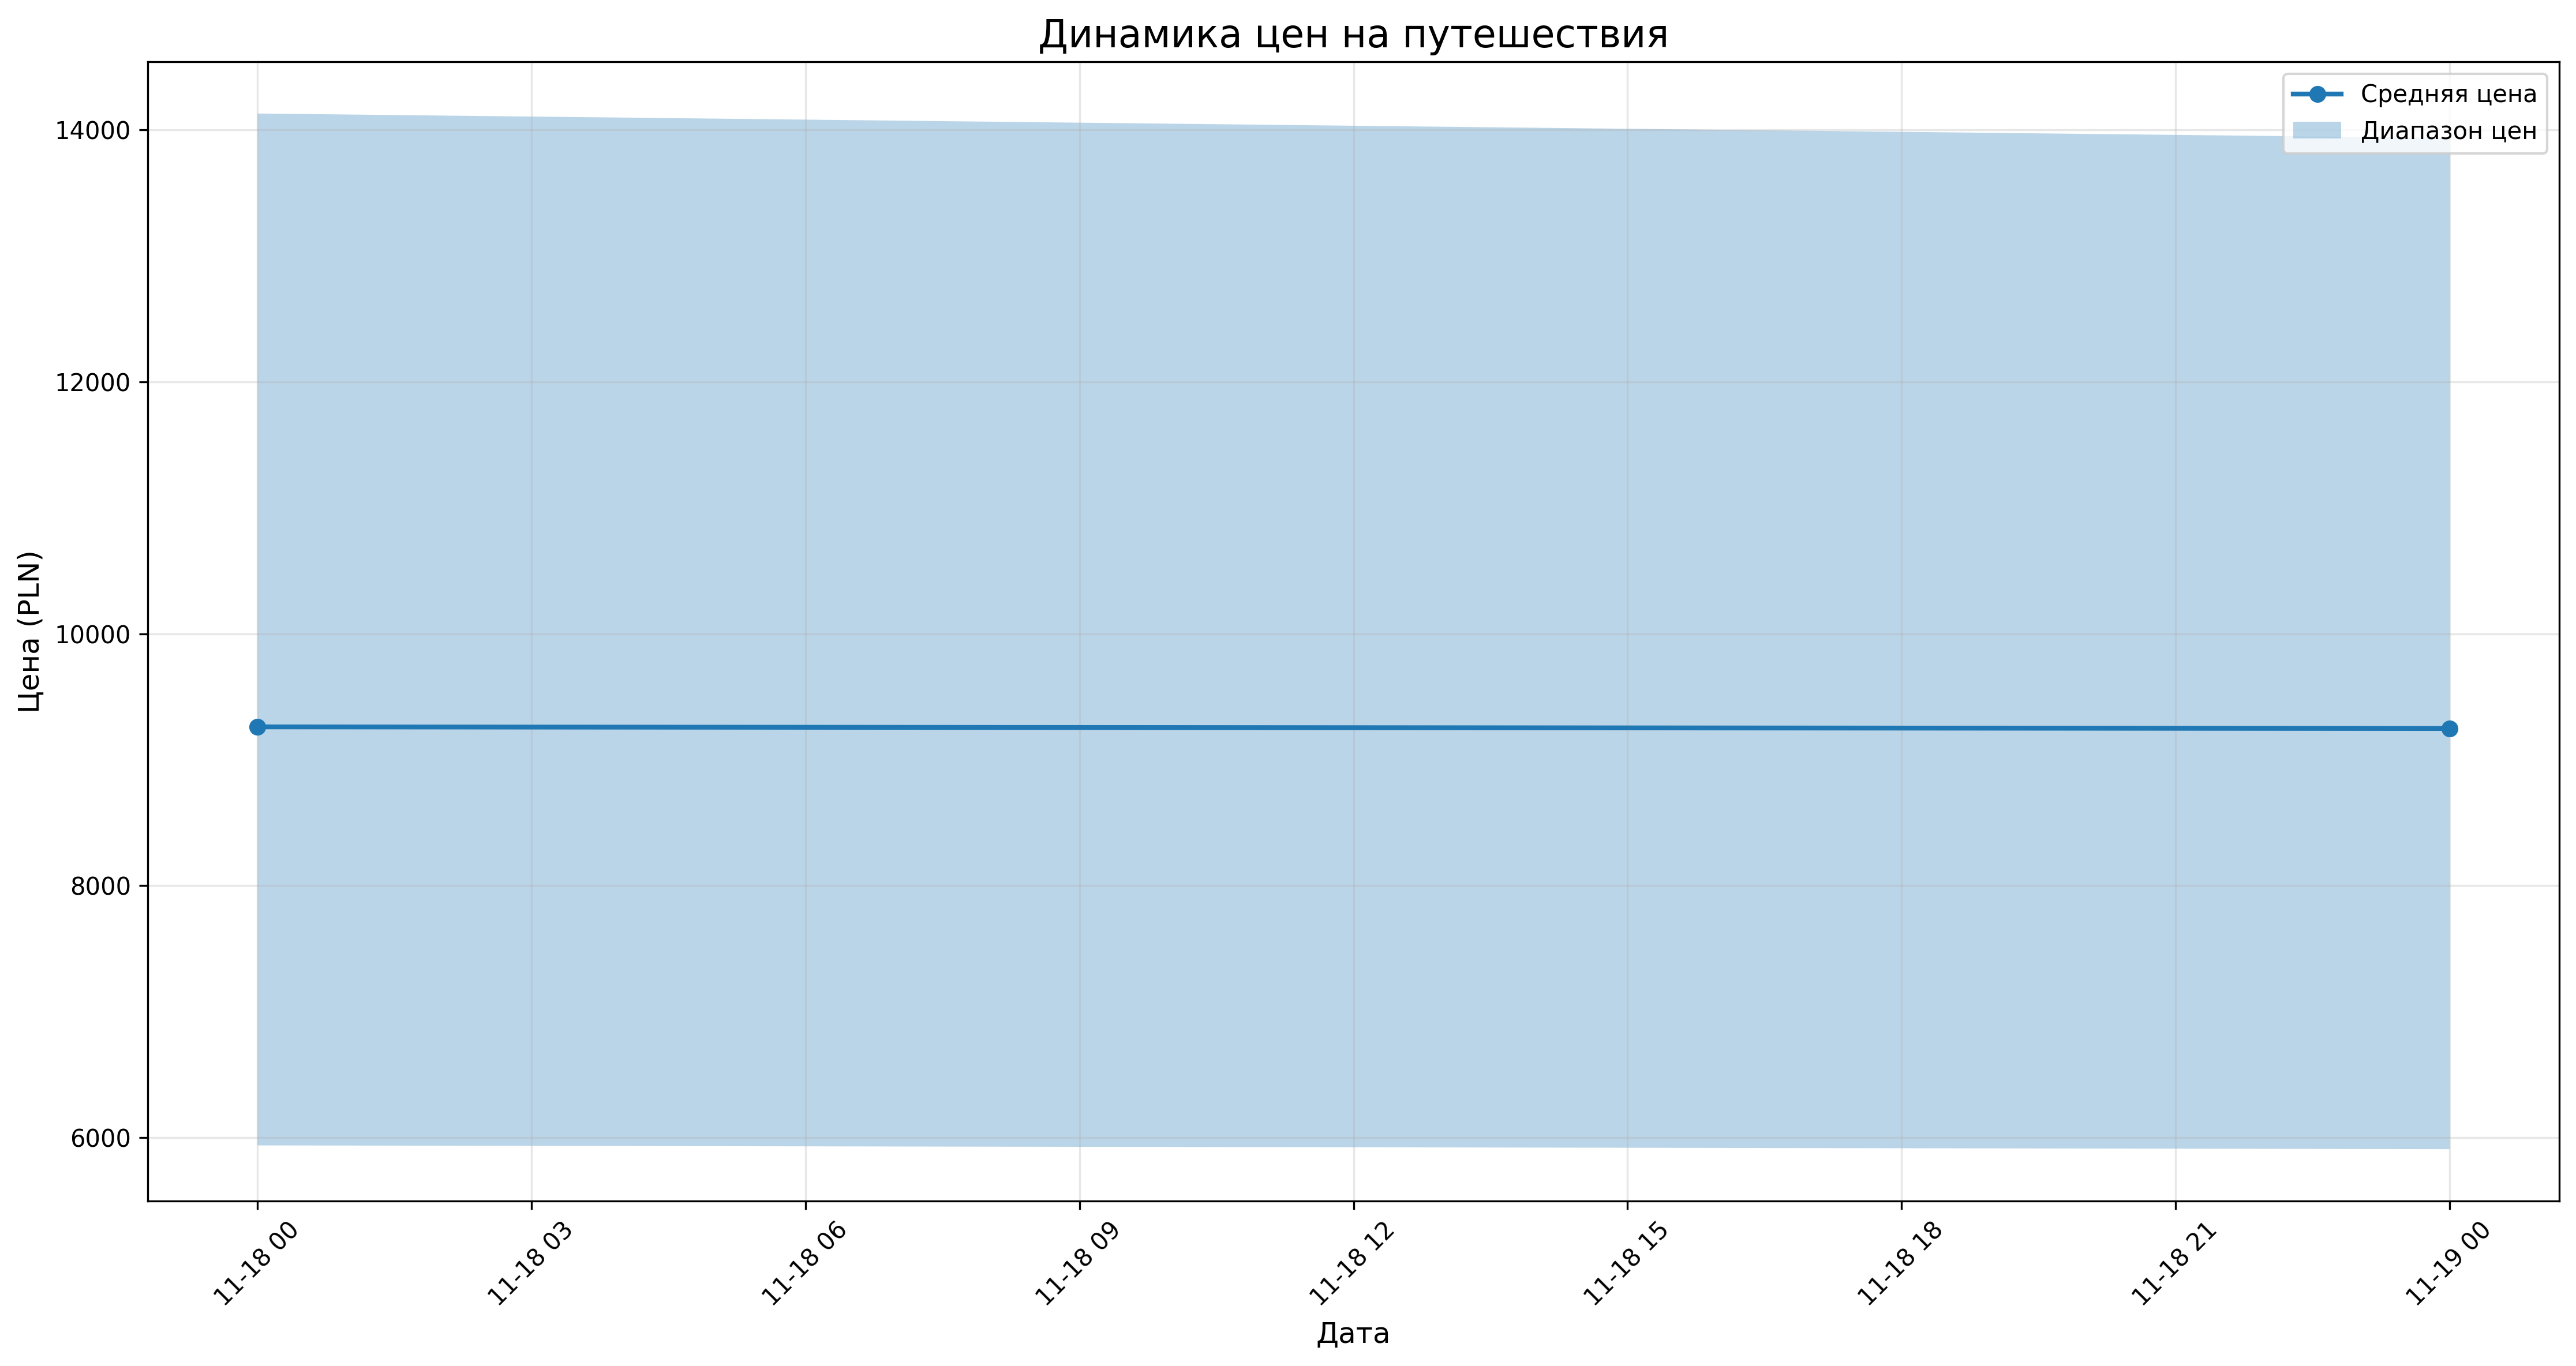 Динамика цен на путешествия
Средняя цена
Диапазон цен
Цена (PLN)
14000
12000
10000
8000
6000
11-18 00
11-18 03
11-18 06
11-18 09
11-18 12
11-18 15
11-18 18
11-18 21
11-19 00
Дата